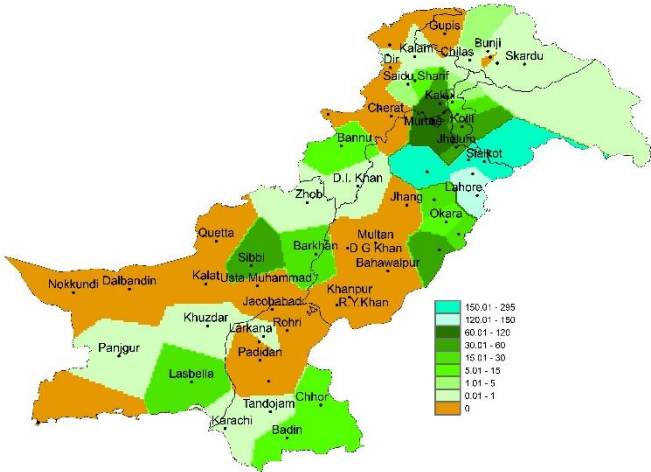 Gupis
Kalam
Chilas
Bunji
Skardu
Dir
Saidu Sharif
Kakul
Cherat
Murree
Kotli
Jhelum
Sialkot
Bannu
D.I. Khan
Lahore
Zhob
Jhang
Okara
Quetta
Multan
Sibbi
Barkhan
D G Khan
Bahawalpur
Nokkundi
Dalbandin
Kalat
Usta Muhammad
Khanpur
R Y Khan
Jacobabad
Khuzdar
Larkana
Rohri
Panjgur
Padidan
Lasbella
Tandojam
Chhor
Karachi
Badin
150.01 - 295
120.01 - 150
60.01 - 120
30.01 - 60
15.01 - 30
5.01 - 15
1.01 - 5
0.01 - 1
0